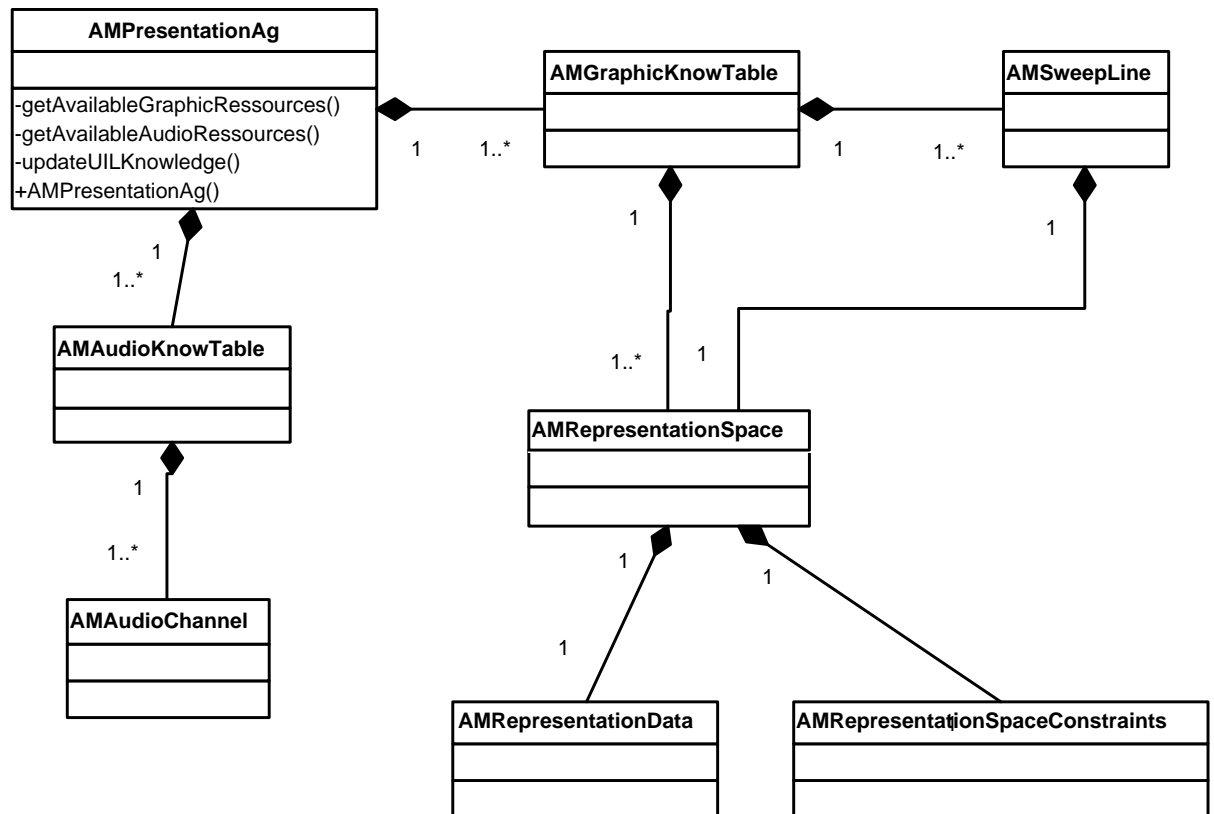 AMPresentationAg
-getAvailableGraphicRessources()
-getAvailableAudioRessources()
-updateUILKnowledge()
+AMPresentationAg()
AMGraphicKnowTable
AMSweepLine
1
1..*
1
1..*
1
1..*
1
1
1..*
1
AMAudioKnowTable
AMRepresentationSpace
1
1..*
1
1
1
AMAudioChannel
AMRepresentationData
AMRepresentationSpaceConstraints